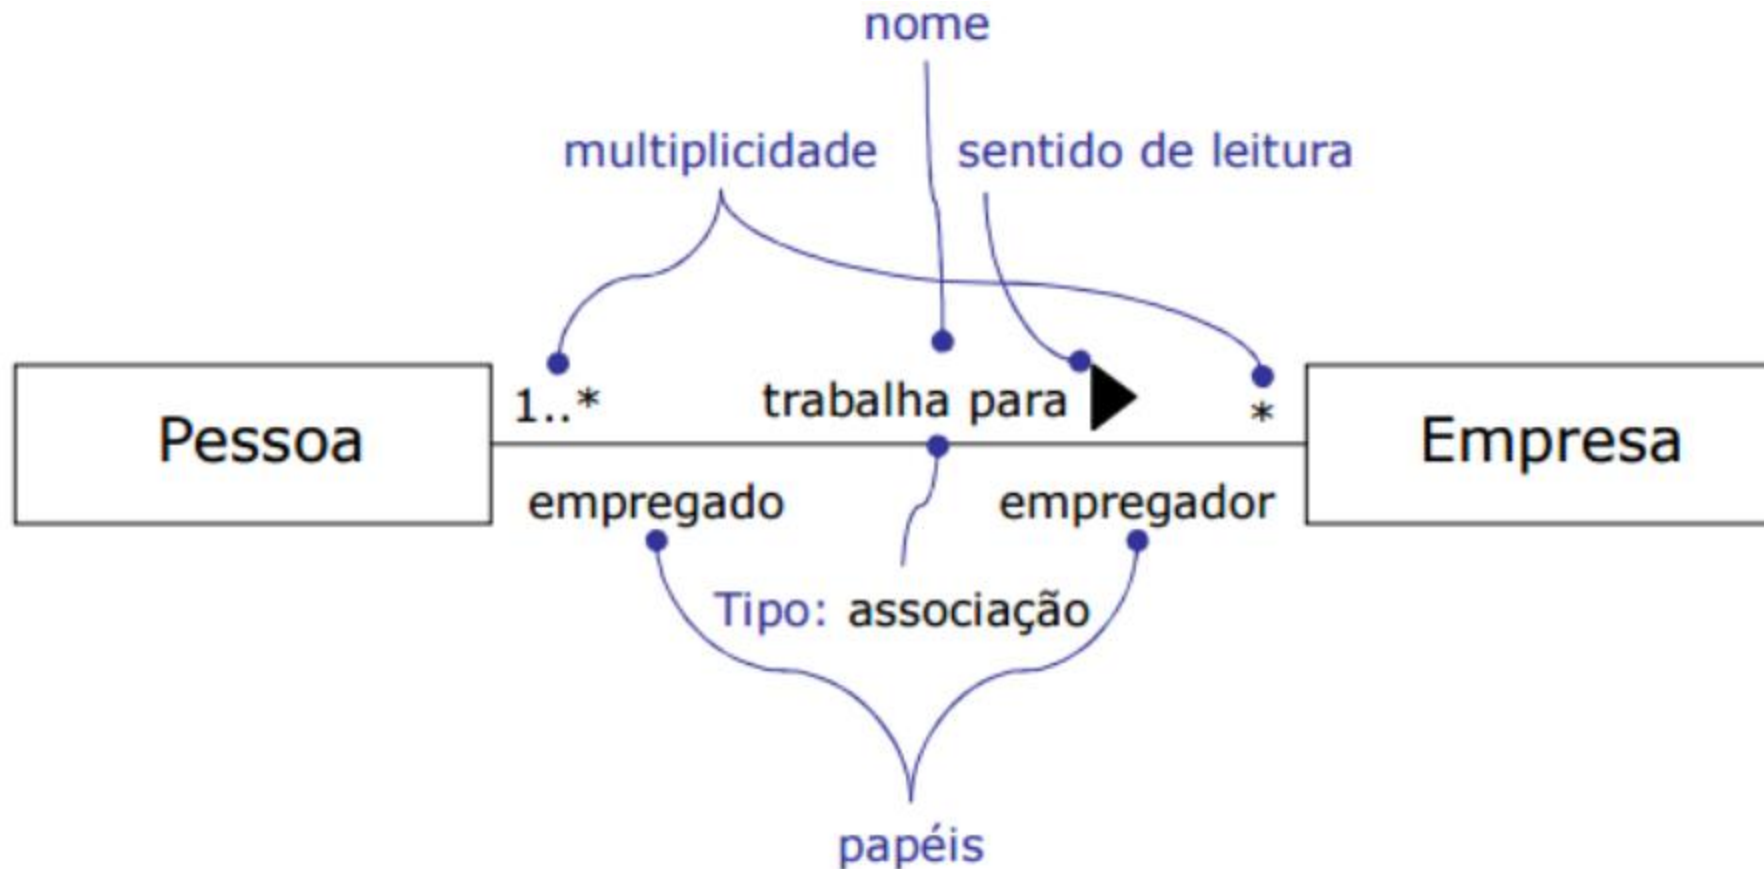 nome
multiplicidade
sentido de leitura
1..*
trabalha para
*
Pessoa
Empresa
empregado
empregador
Tipo: associação
papéis